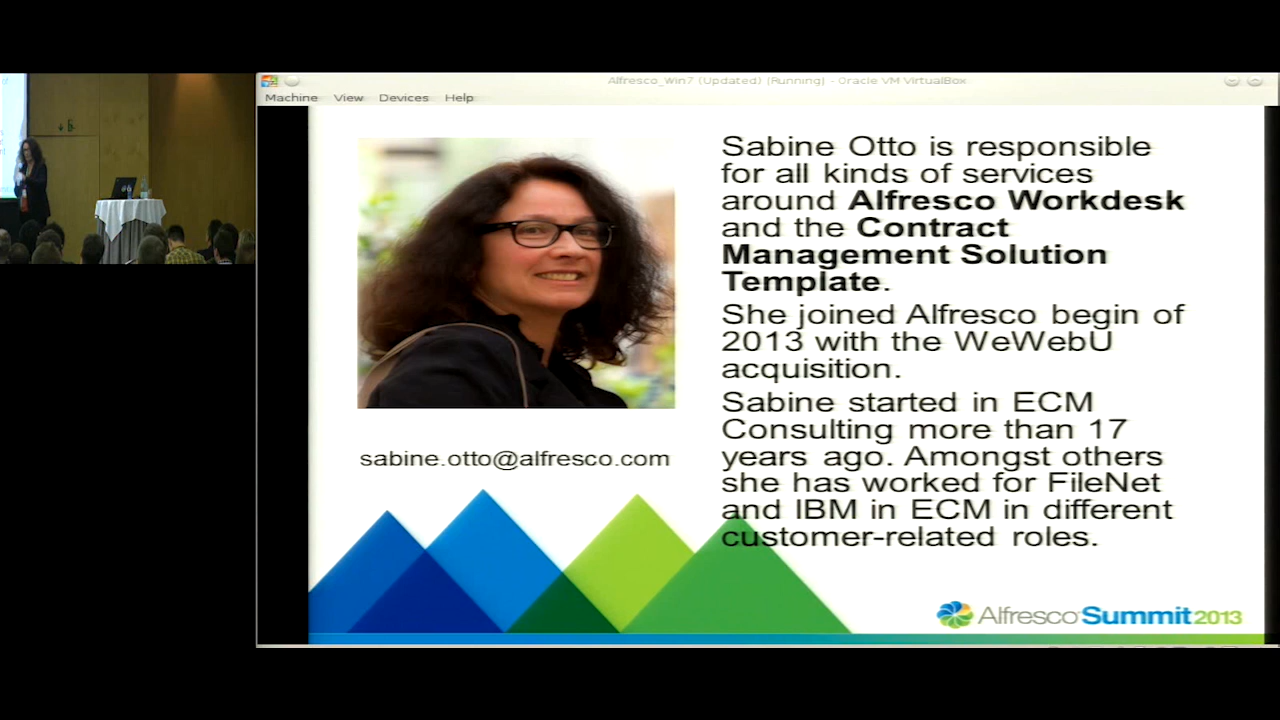 Alfresco_Win7 (Updated) [Running] - Oracle VM VirtualBox
Machine View Devices Help
Sabine Otto is responsible
for all kinds of services
around Alfresco Workdesk
and the Contract
Management Solution
Template.
She joined Alfresco begin of
2013 with the WeWebU
acquisition.
Sabine started in ECM
Consulting more than 17
years ago. Amongst others
she has worked for FileNet
and IBM in ECM in different
customer-related roles.
sabine.otto@alfresco.com
Alfresco Summit 2013